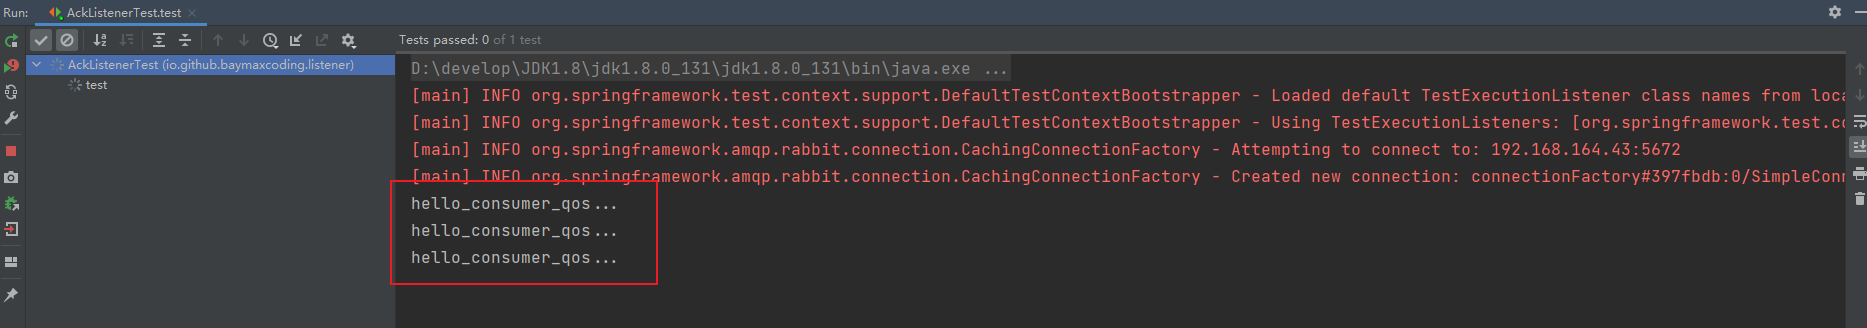 Run: AckListenerTest.test
Tests passed: 0 of 1 test
AckListenerTest (io.github.baymaxcoding.listener)
test
D:\develop\JDK1.8\jdk1.8.0_131\jdk1.8.0_131\bin\java.exe ...
[main] INFO org.springframework.test.context.support.DefaultTestContextBootstrapper - Loaded default TestExecutionListener class names from loca
[main] INFO org.springframework.test.context.support.DefaultTestContextBootstrapper - Using TestExecutionListeners: [org.springframework.test.co
[main] INFO org.springframework.amqp.rabbit.connection.CachingConnectionFactory - Attempting to connect to: 192.168.164.43:5672
[main] INFO org.springframework.amqp.rabbit.connection.CachingConnectionFactory - Created new connection: connectionFactory#397fbdb:0/SimpleConn
hello_consumer_qos...
hello_consumer_qos...
hello_consumer_qos...